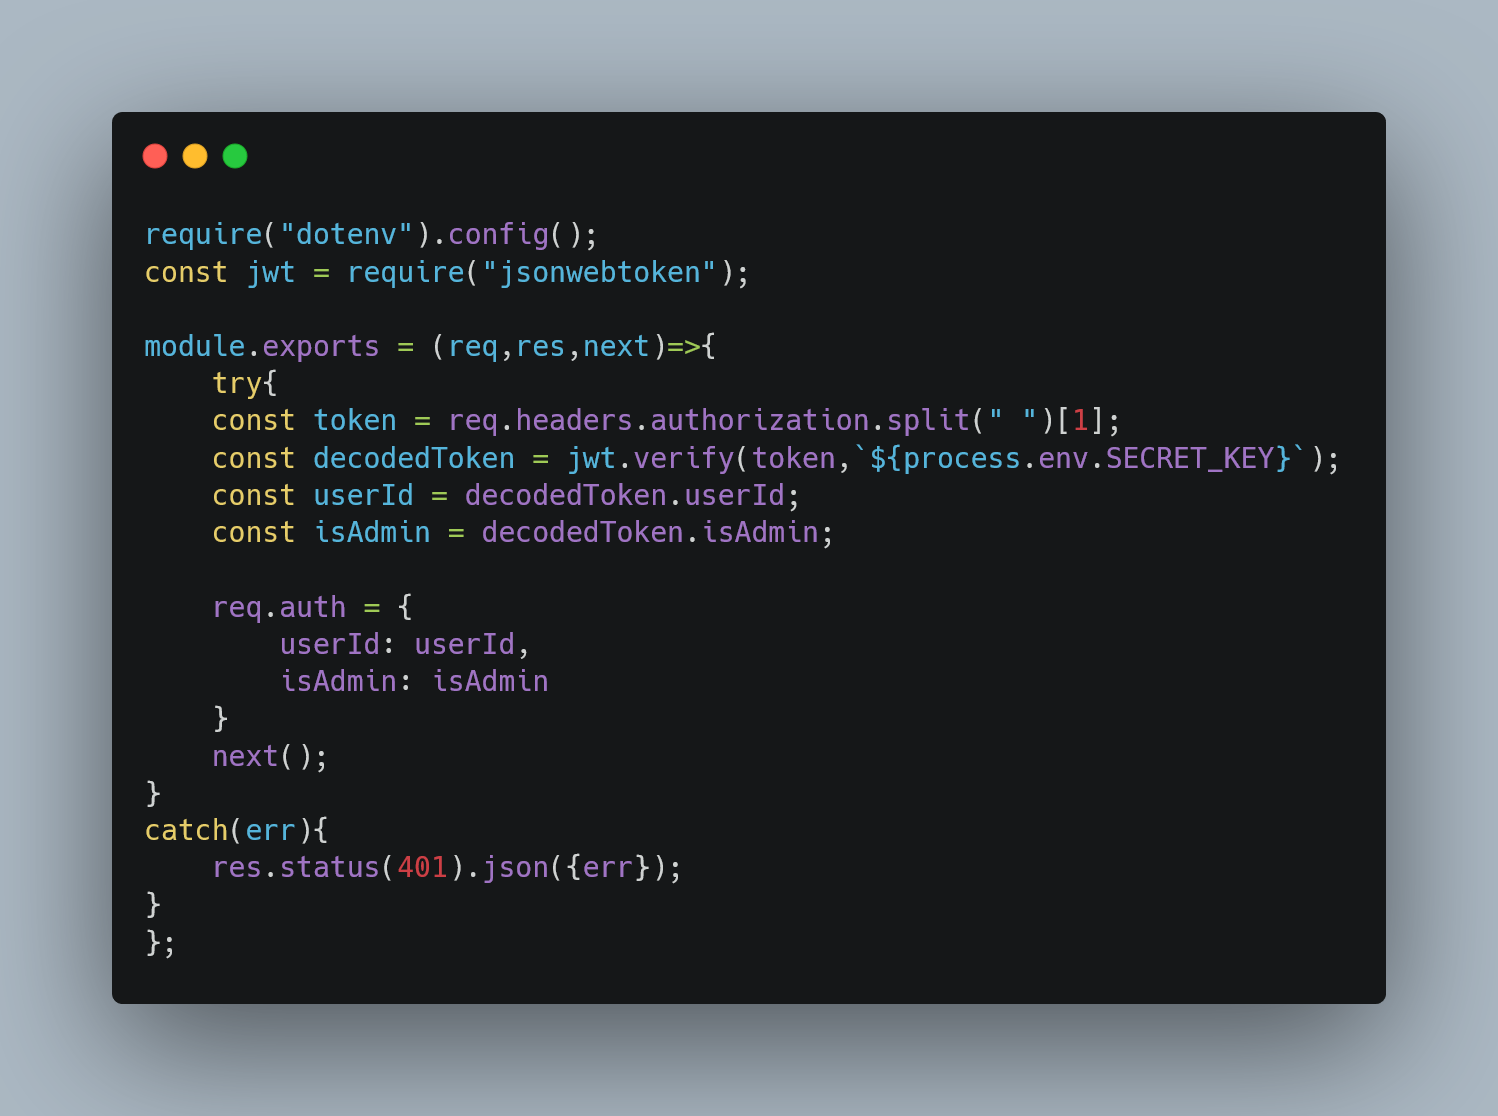 require("dotenv").config();
const jwt = require("jsonwebtoken");

module.exports = (req,res,next)=>{
    try{
    const token = req.headers.authorization.split(" ")[1];
    const decodedToken = jwt.verify(token,`${process.env.SECRET_KEY}`);
    const userId = decodedToken.userId;
    const isAdmin = decodedToken.isAdmin;

    req.auth = {
        userId: userId,
        isAdmin: isAdmin
    }
    next();
}
catch(err){
    res.status(401).json({err});
}
};